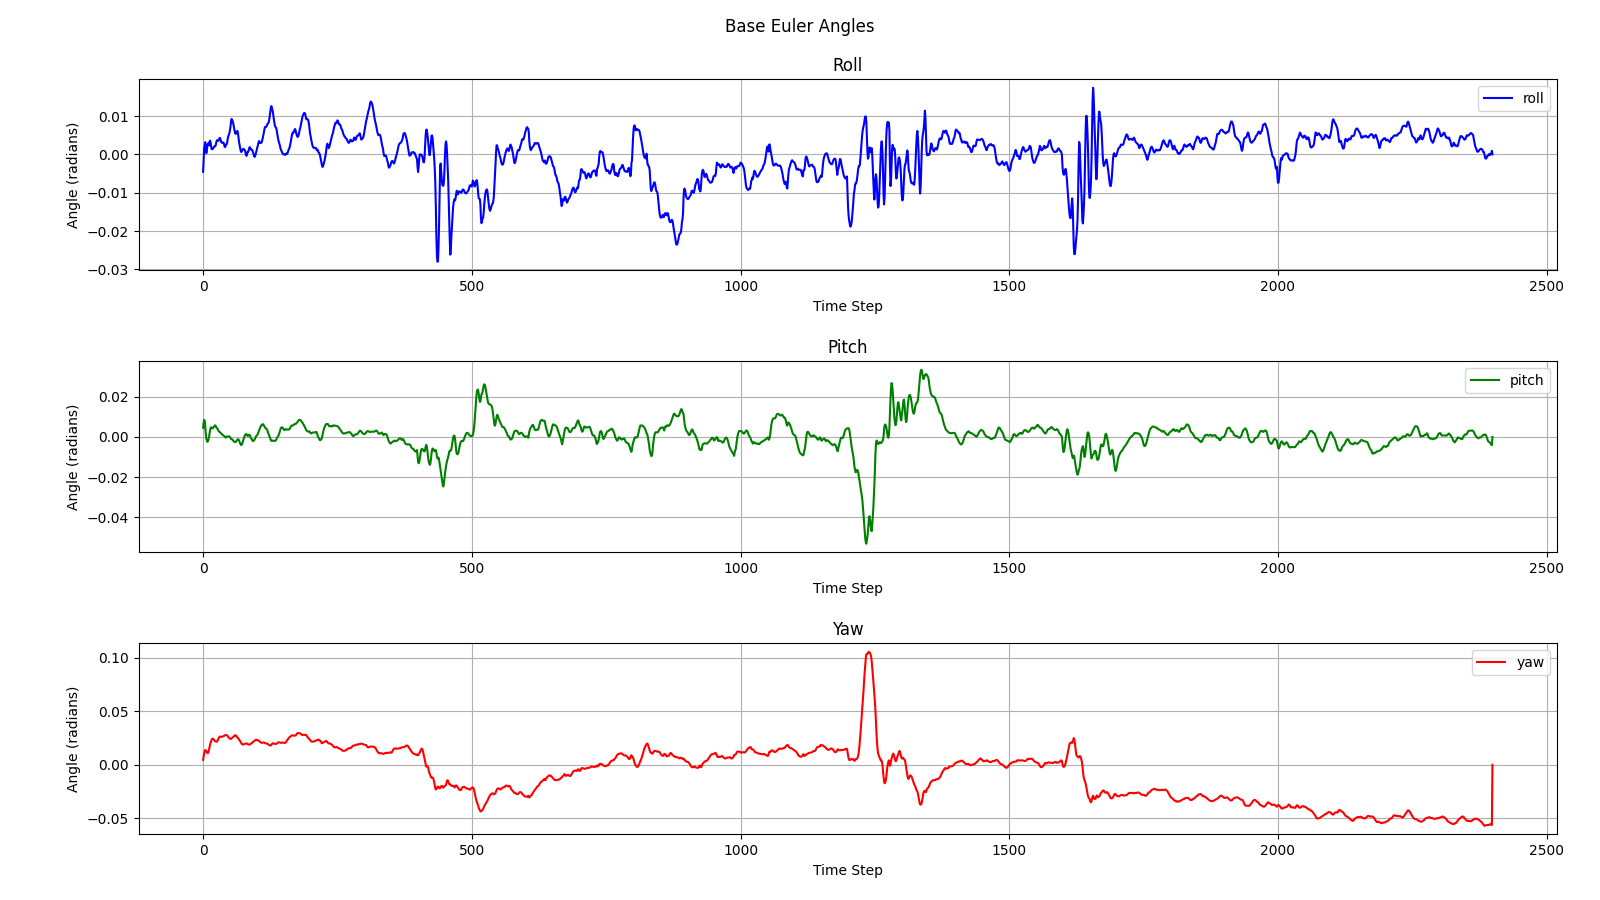 Base Euler Angles
Roll
roll
Angle (radians)
0.01
0.00
−0.01
−0.02
−0.03
0 500 1000 1500 2000 2500
Time Step
Pitch
pitch
Angle (radians)
0.02
0.00
−0.02
−0.04
0 500 1000 1500 2000 2500
Time Step
Yaw
yaw
Angle (radians)
0.10
0.05
0.00
−0.05
0 500 1000 1500 2000 2500
Time Step